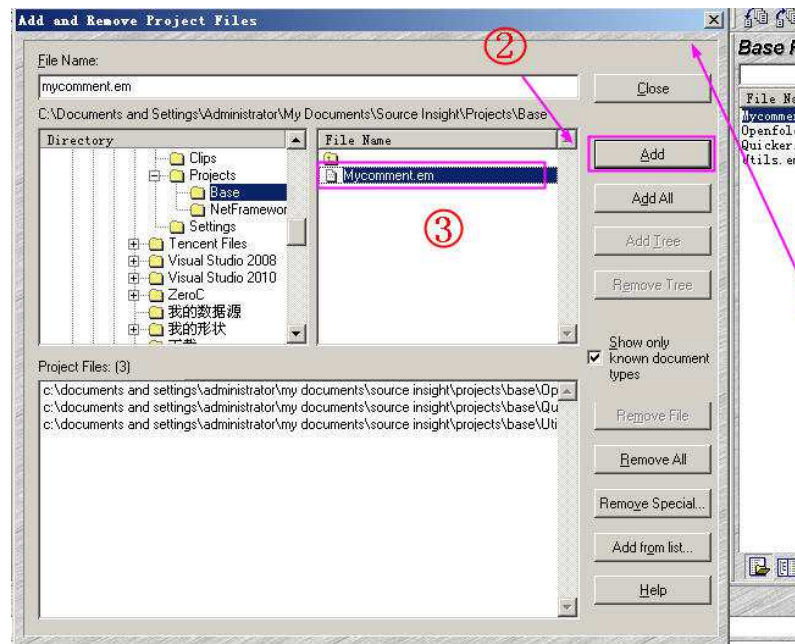 Add and Remove Project Files
②
File Name:
mycomment.em
Close
C:\Documents and Settings\Administrator\My Documents\Source Insight\Projects\Base
Directory
File Name
Clips
Projects
Base
NetFramewor
Settings
Tencent Files
Visual Studio 2008
Visual Studio 2010
ZeroC
我的数据源
我的形状
下载
Mycomment.em
③
Add
Add All
Add Tree
Remove Tree
Show only
known document
types
Project Files: (3)
c:\documents and settings\administrator\my documents\source insight\projects\base\Op
c:\documents and settings\administrator\my documents\source insight\projects\base\Qu
c:\documents and settings\administrator\my documents\source insight\projects\base\Uti
Remove File
Remove All
Remove Special...
Add from list...
Help
Base
File Na
Mycomme
Openfol
Quicker.
Utils.e